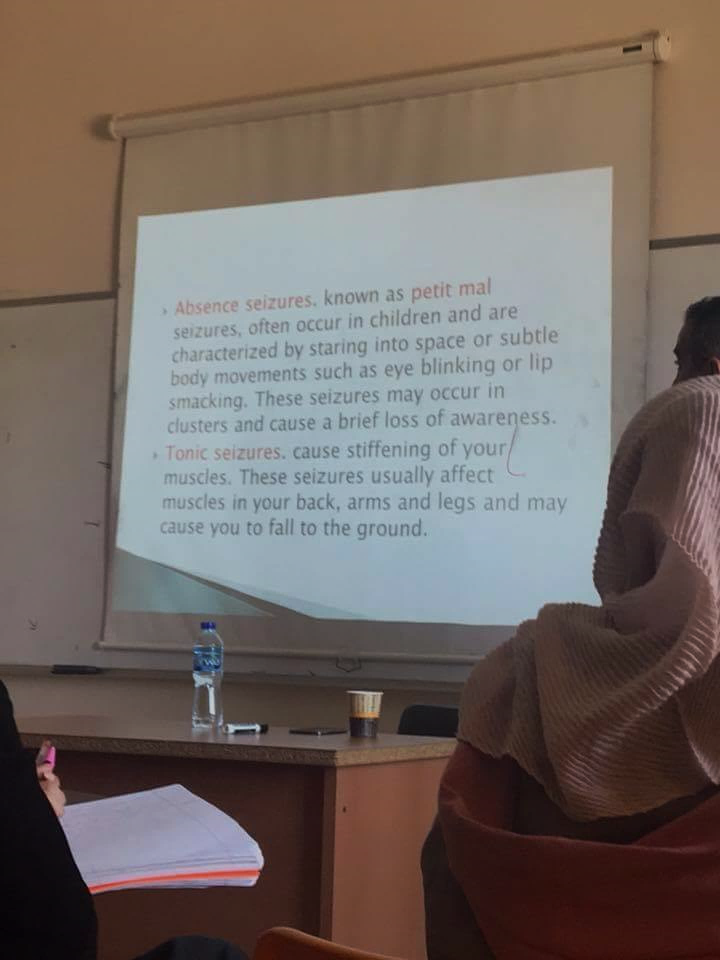 › Absence seizures. known as petit mal
seizures, often occur in children and are
characterized by staring into space or subtle
body movements such as eye blinking or lip
smacking. These seizures may occur in
clusters and cause a brief loss of awareness.
› Tonic seizures. cause stiffening of your
muscles. These seizures usually affect
muscles in your back, arms and legs and may
cause you to fall to the ground.